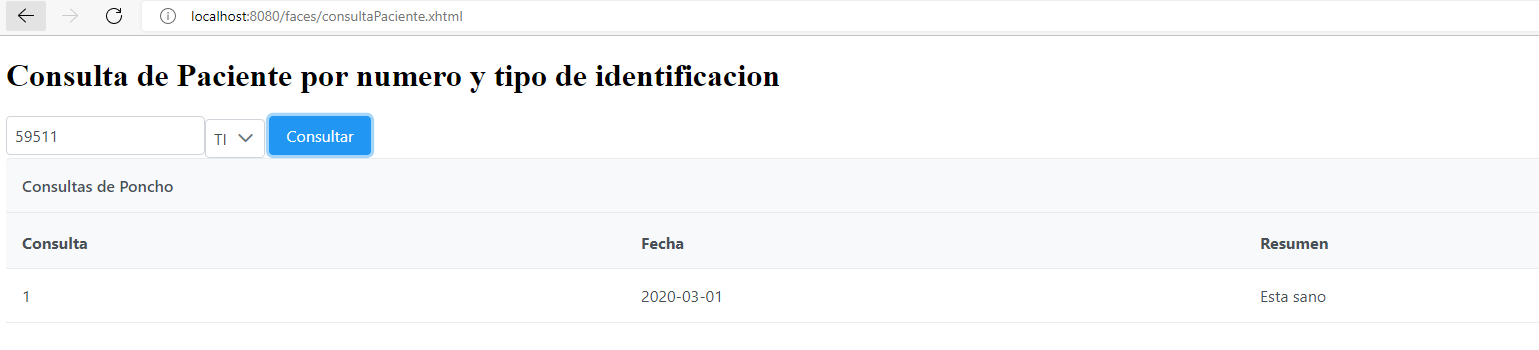 localhost:8080/faces/consultaPaciente.xhtml
Consulta de Paciente por numero y tipo de identificacion
59511 TI Consultar
Consultas de Poncho
Consulta Fecha Resumen
1 2020-03-01 Esta sano